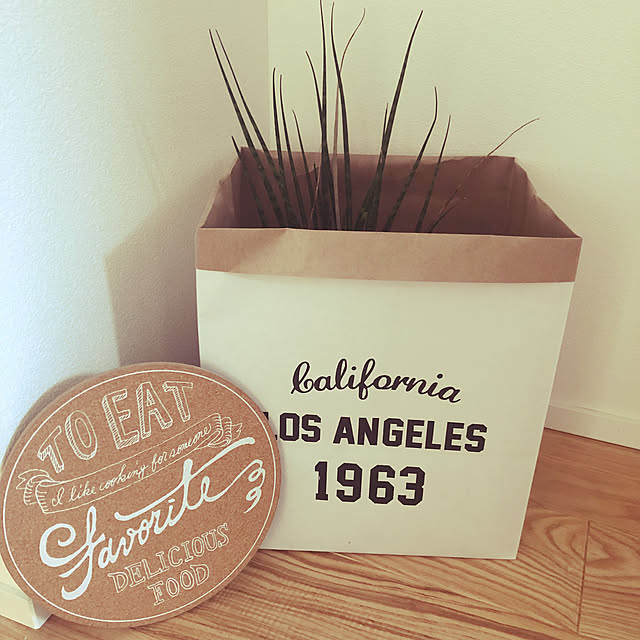 California
LOS ANGELES
1963
TO EAT
I like cooking for someone
Favorite
DELICIOUS
FOOD